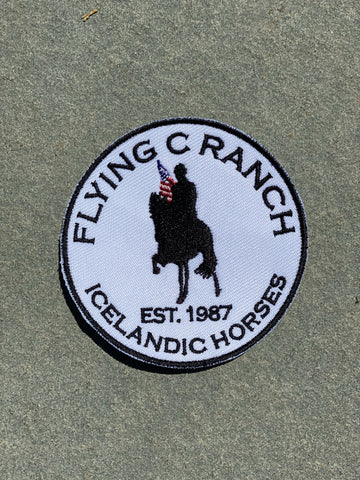 FLYING C RANCH
EST. 1987
ICELANDIC HORSES